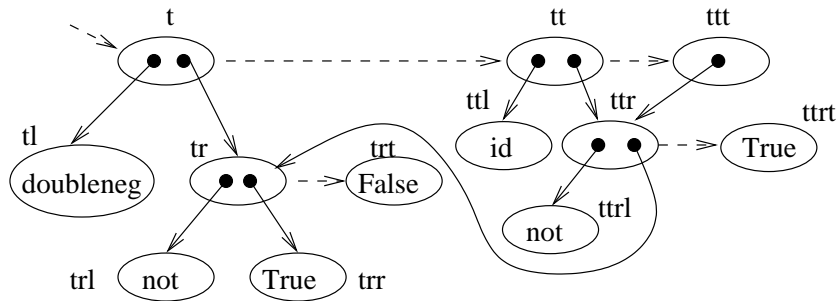 t
tt
ttt
ttl
ttr
ttrt
tl
tr
trt
id
True
doubleneg
False
ttrl
not
trl
not
True
trr